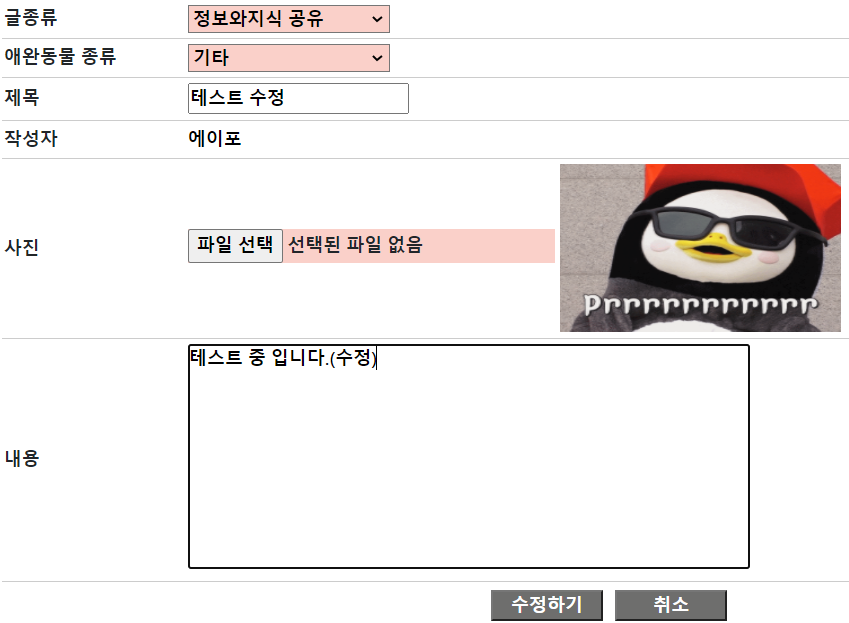 글종류 정보와지식 공유
애완동물 종류 기타
제목 테스트 수정
작성자 에이포
사진 파일 선택 선택된 파일 없음
Prrrrrrrrrrr
내용 테스트 중 입니다.(수정)
수정하기 취소